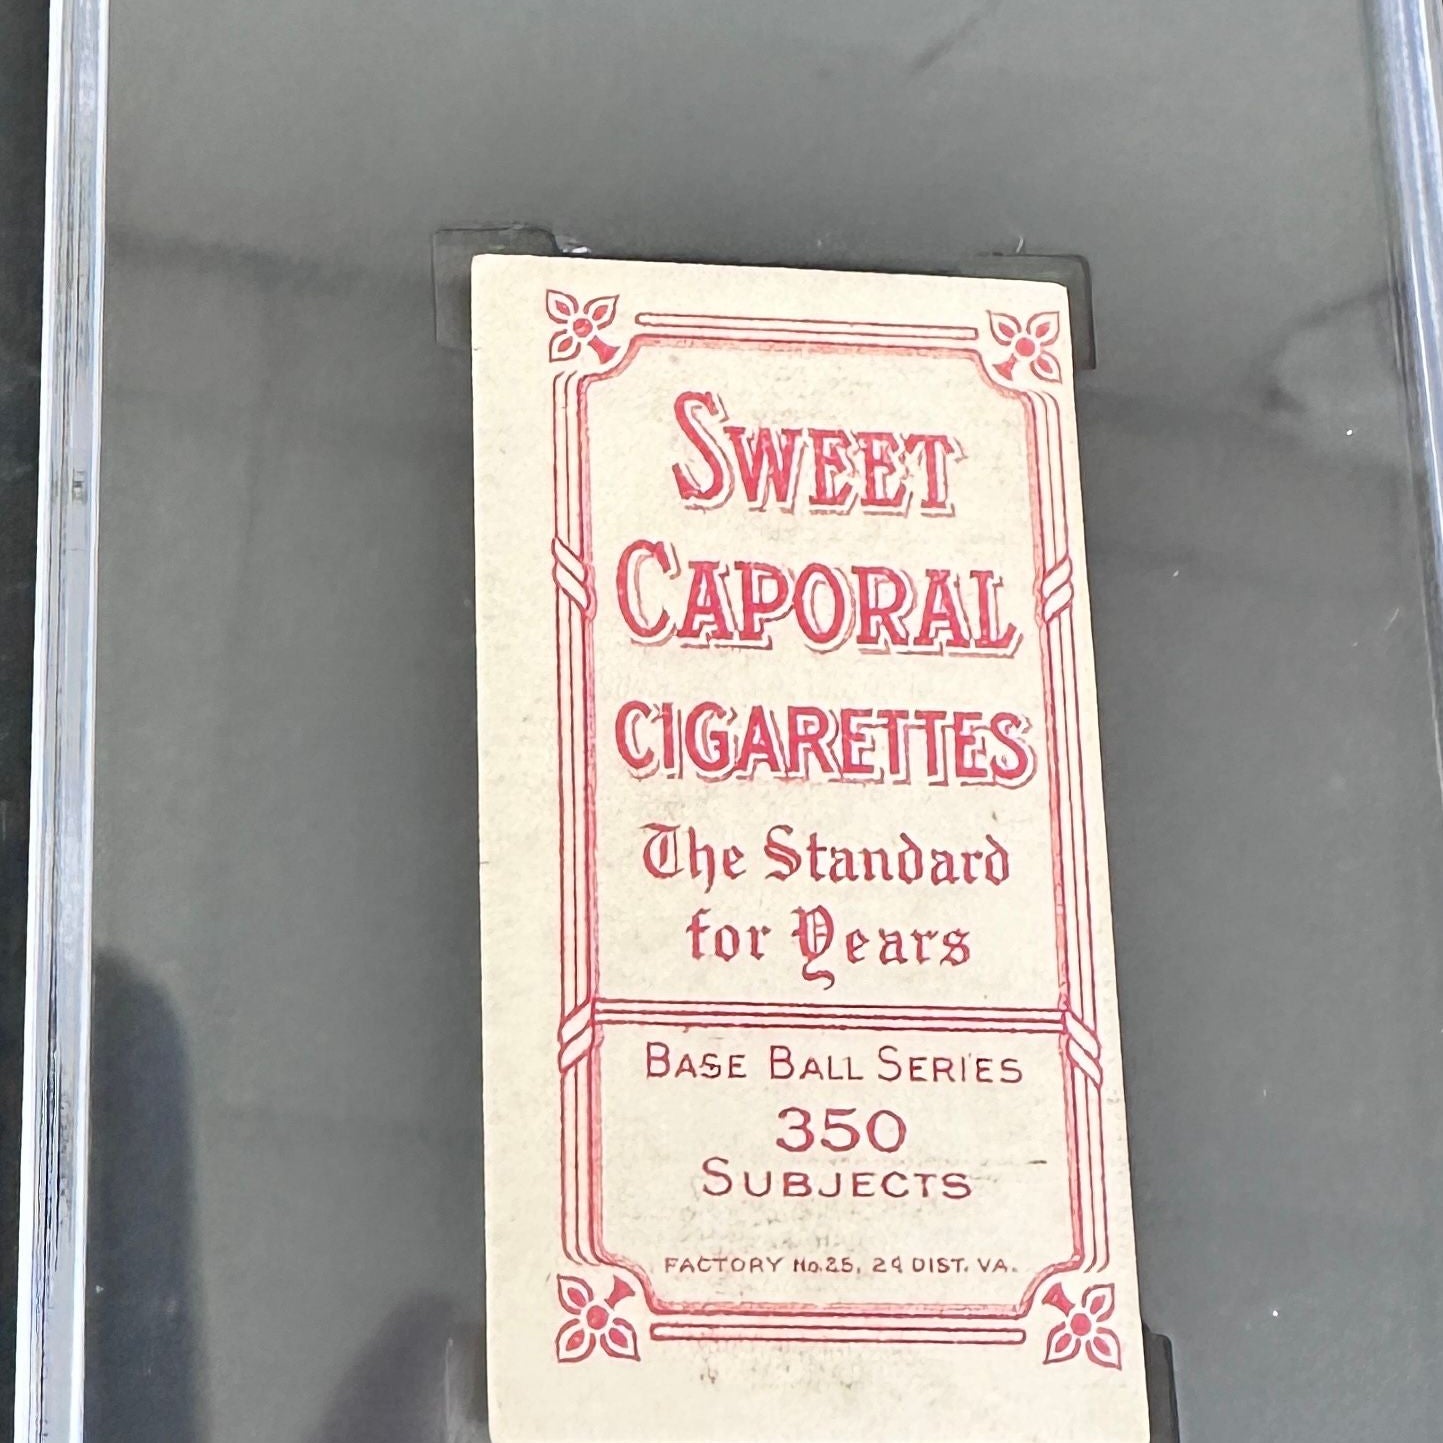 SWEET
CAPORAL
CIGARETTES
The Standard
for Years
BASE BALL SERIES
350
SUBJECTS
FACTORY No. 25, 2d DIST. VA.